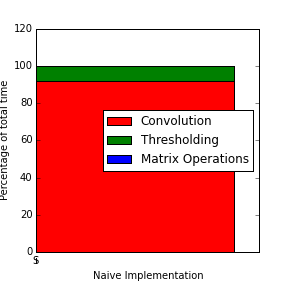 120
100
80
60
40
20
0
Percentage of total time
Convolution
Thresholding
Matrix Operations
Naive Implementation